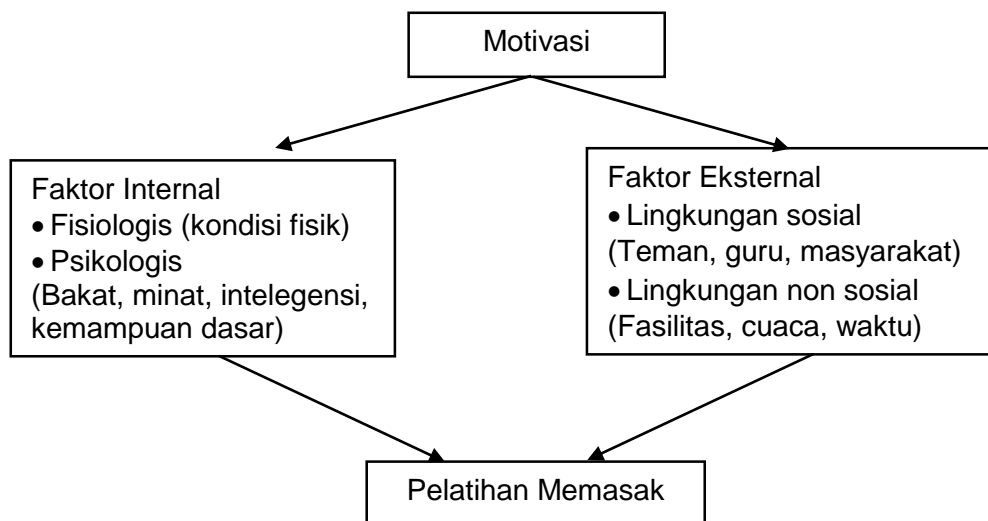 Motivasi
Faktor Internal
• Fisiologis (kondisi fisik)
• Psikologis
(Bakat, minat, intelegensi,
kemampuan dasar)
Faktor Eksternal
• Lingkungan sosial
(Teman, guru, masyarakat)
• Lingkungan non sosial
(Fasilitas, cuaca, waktu)
Pelatihan Memasak